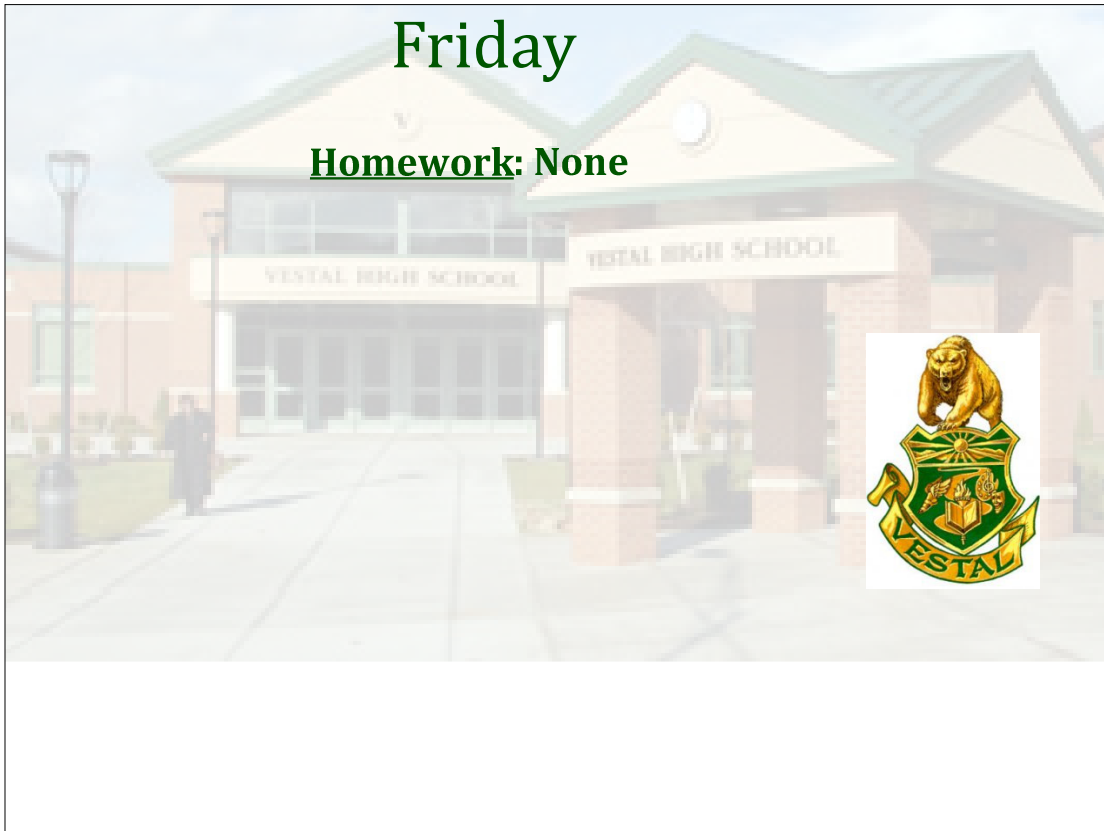 Friday
Homework: None
V
VESTAL HIGH SCHOOL
VESTAL HIGH SCHOOL
VESTAL